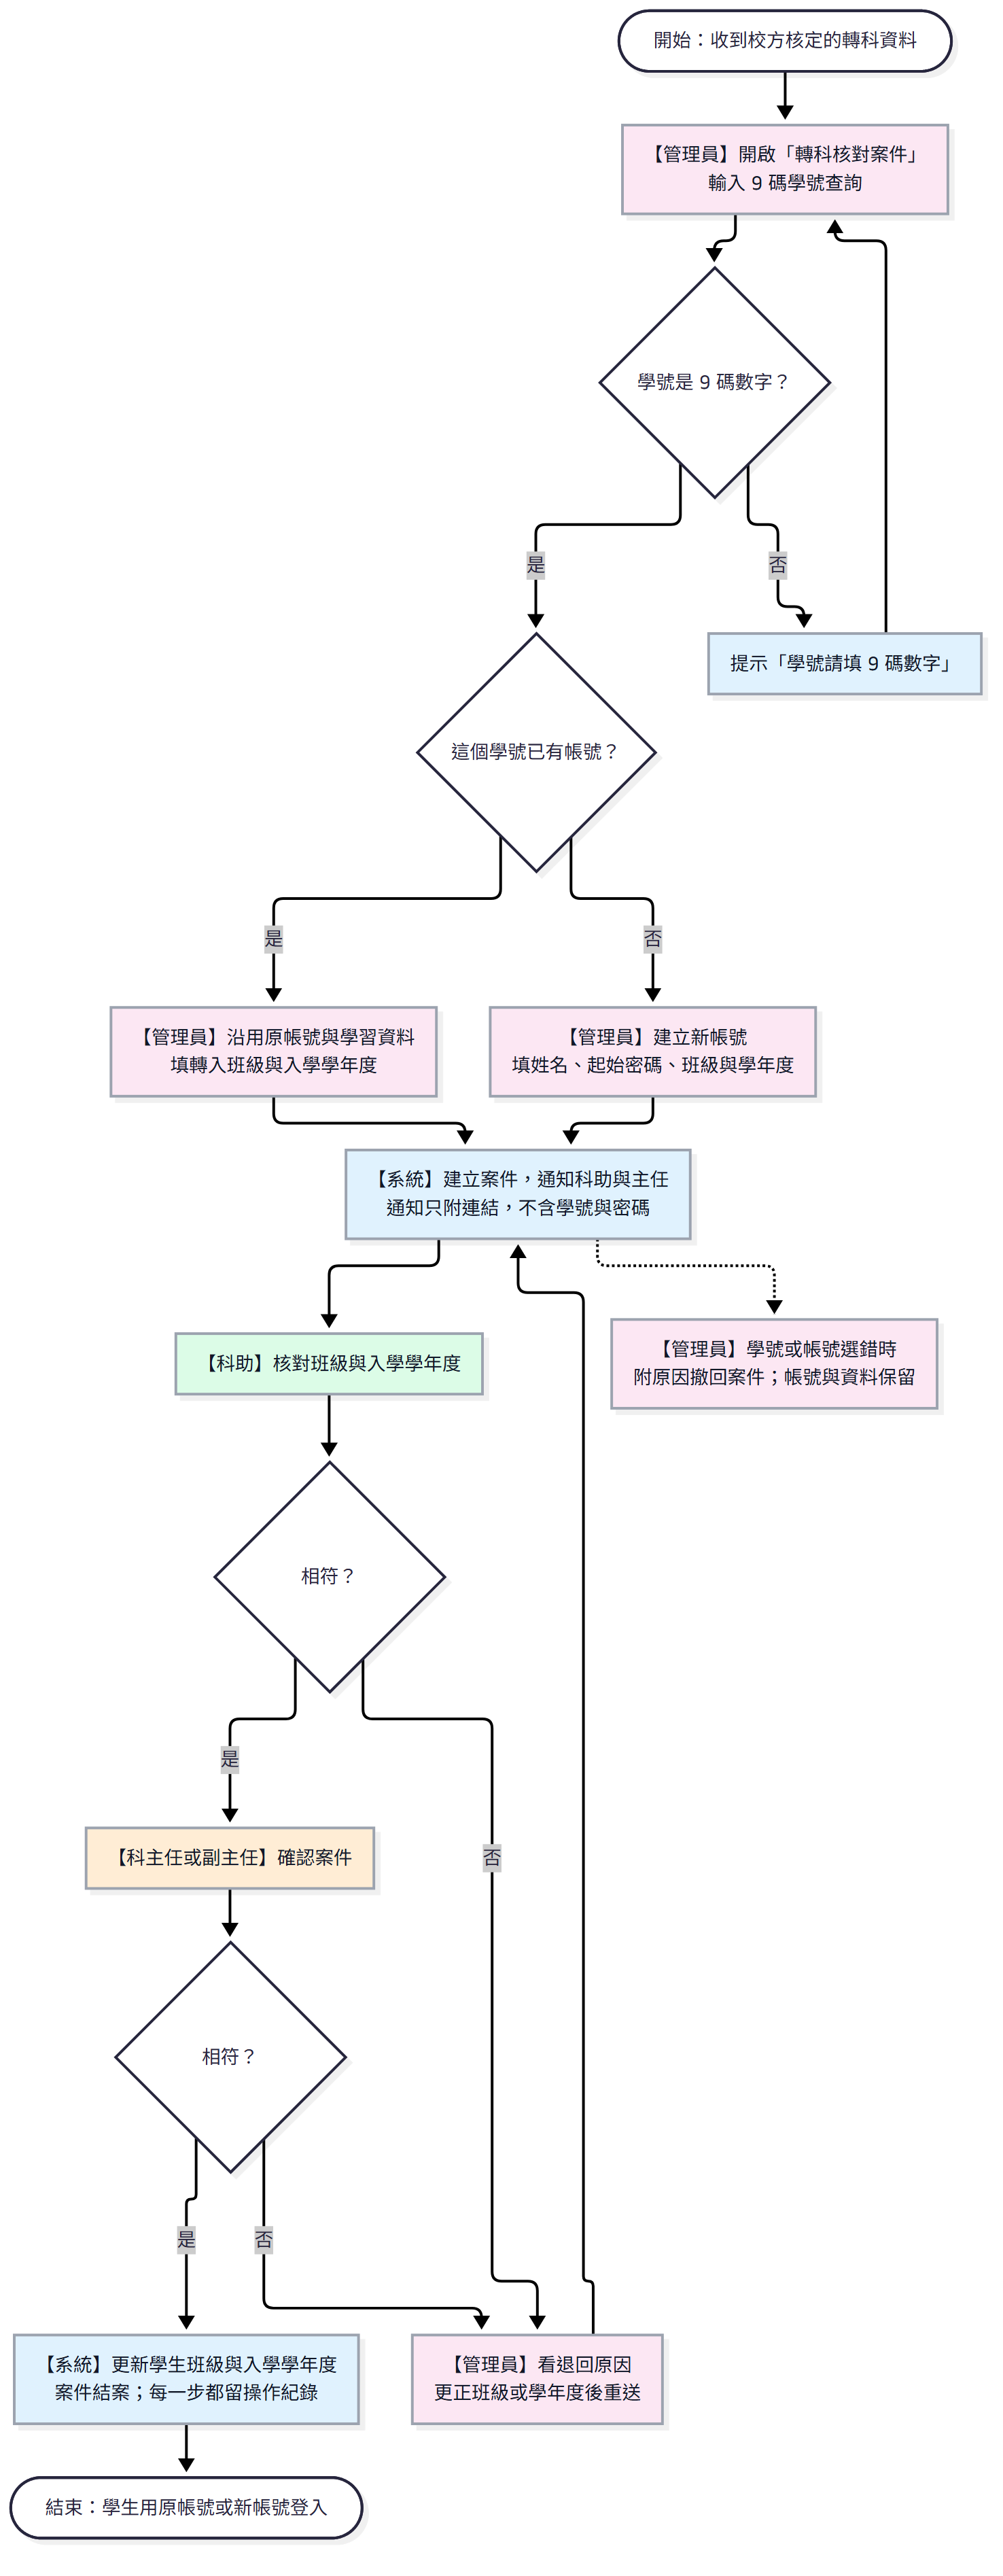 開始：收到校方核定的轉科資料
【管理員】開啟「轉科核對案件」
輸入 9 碼學號查詢
學號是 9 碼數字？
是
否
提示「學號請填 9 碼數字」
這個學號已有帳號？
是
否
【管理員】沿用原帳號與學習資料
填轉入班級與入學學年度
【管理員】建立新帳號
填姓名、起始密碼、班級與學年度
【系統】建立案件，通知科助與主任
通知只附連結，不含學號與密碼
【科助】核對班級與入學學年度
【管理員】學號或帳號選錯時
附原因撤回案件；帳號與資料保留
相符？
是
否
【科主任或副主任】確認案件
相符？
是
否
【系統】更新學生班級與入學學年度
案件結案；每一步都留操作紀錄
【管理員】看退回原因
更正班級或學年度後重送
結束：學生用原帳號或新帳號登入